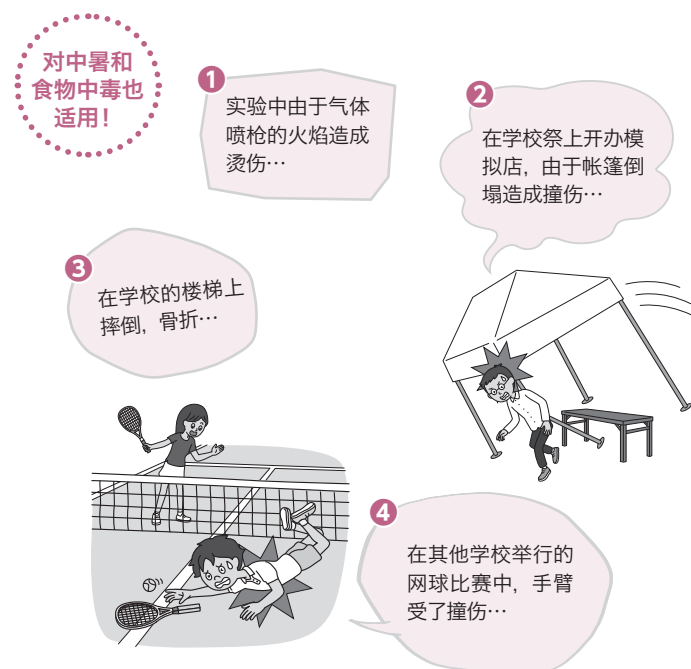 对中暑和
食物中毒也
适用！
1
实验中由于气体
喷枪的火焰造成
烫伤…
2
在学校祭上开办模
拟店，由于帐篷倒
塌造成撞伤…
3
在学校的楼梯上
摔倒，骨折…
4
在其他学校举行的
网球比赛中，手臂
受了撞伤…